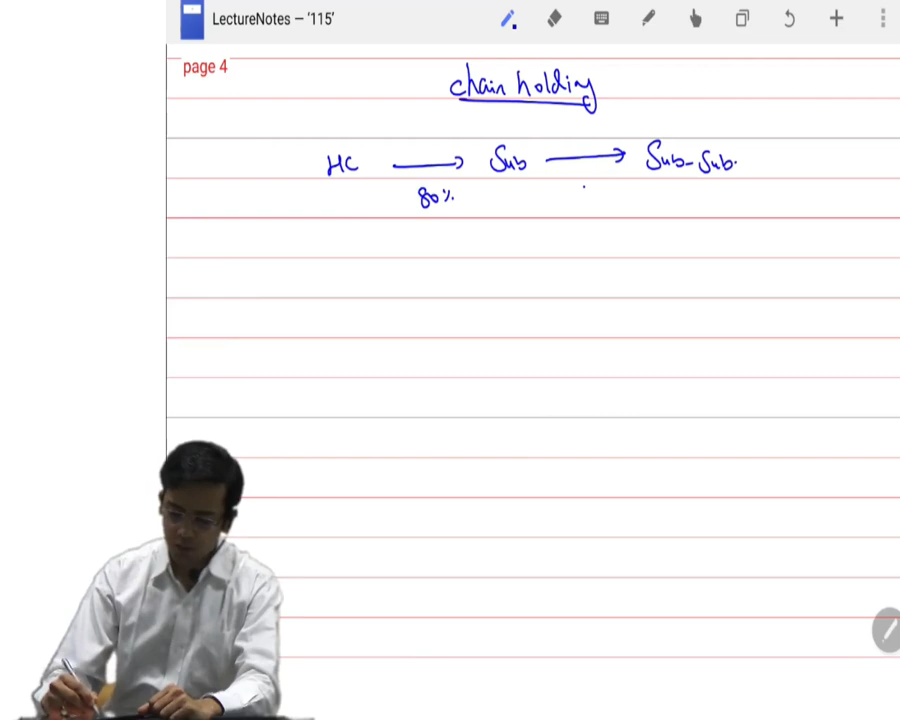 LectureNotes – '115'
page 4
chain holding
HC → Sub → Sub-Sub.
80%